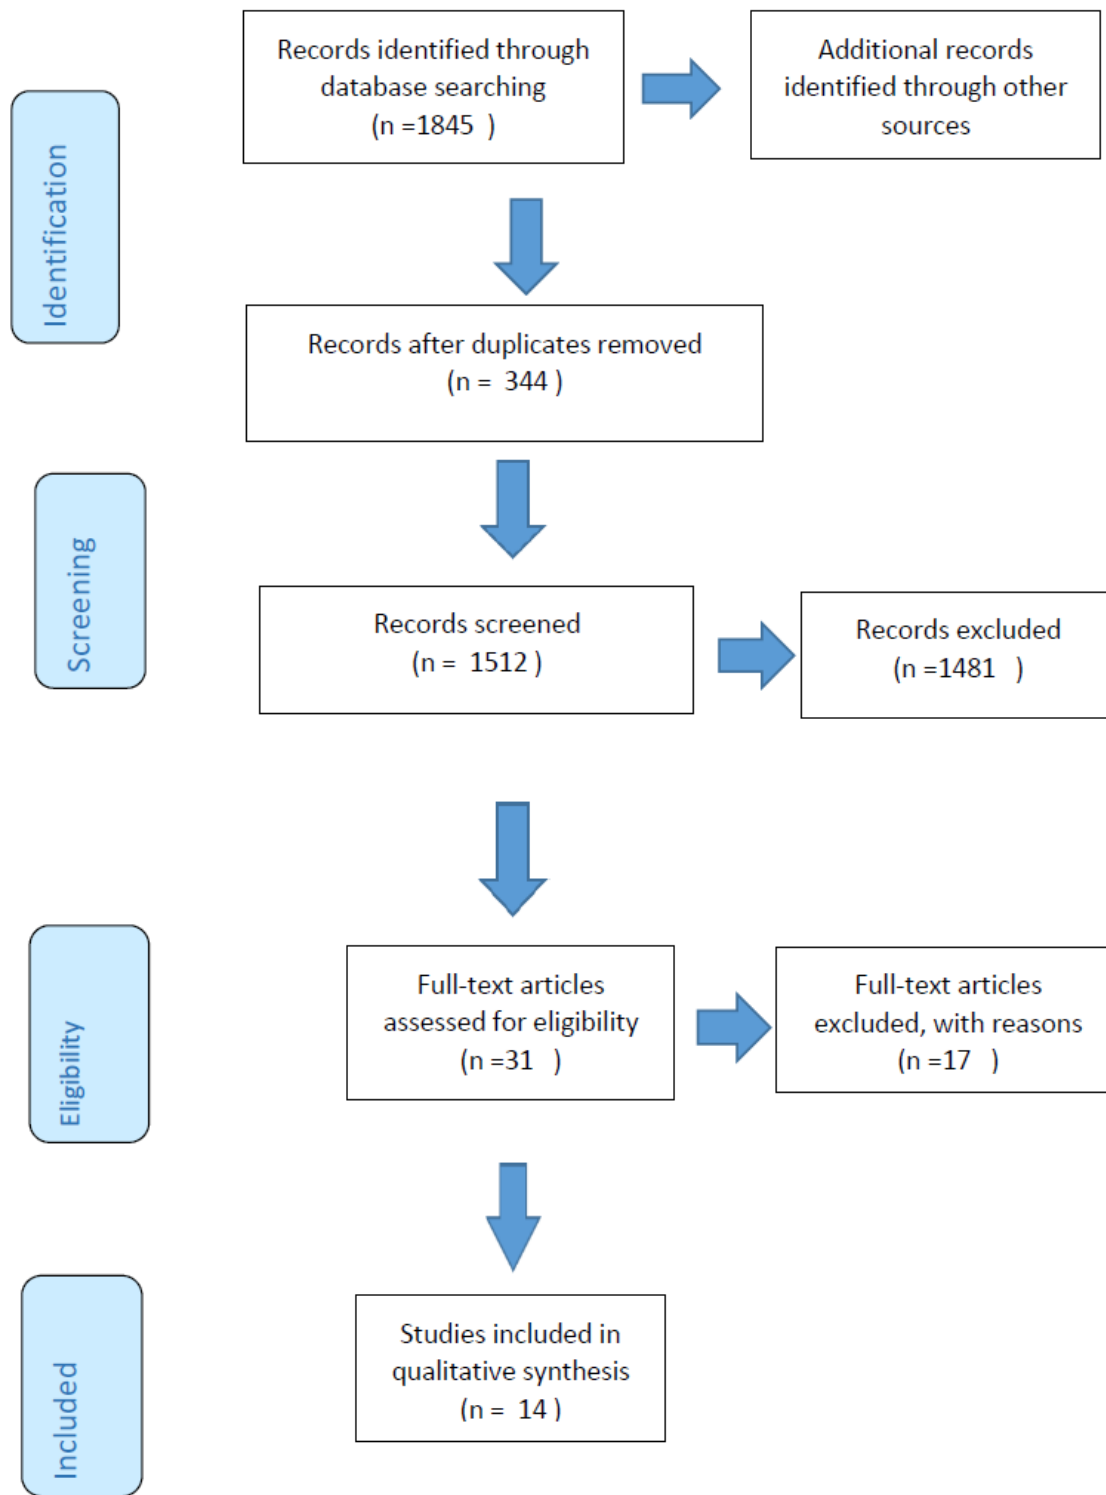 Identification
Records identified through
database searching
(n =1845  )
Additional records
identified through other
sources
Records after duplicates removed
(n =  344 )
Screening
Records screened
(n =  1512 )
Records excluded
(n =1481   )
Eligibility
Full-text articles
assessed for eligibility
(n =31   )
Full-text articles
excluded, with reasons
(n =17   )
Included
Studies included in
qualitative synthesis
(n =  14 )